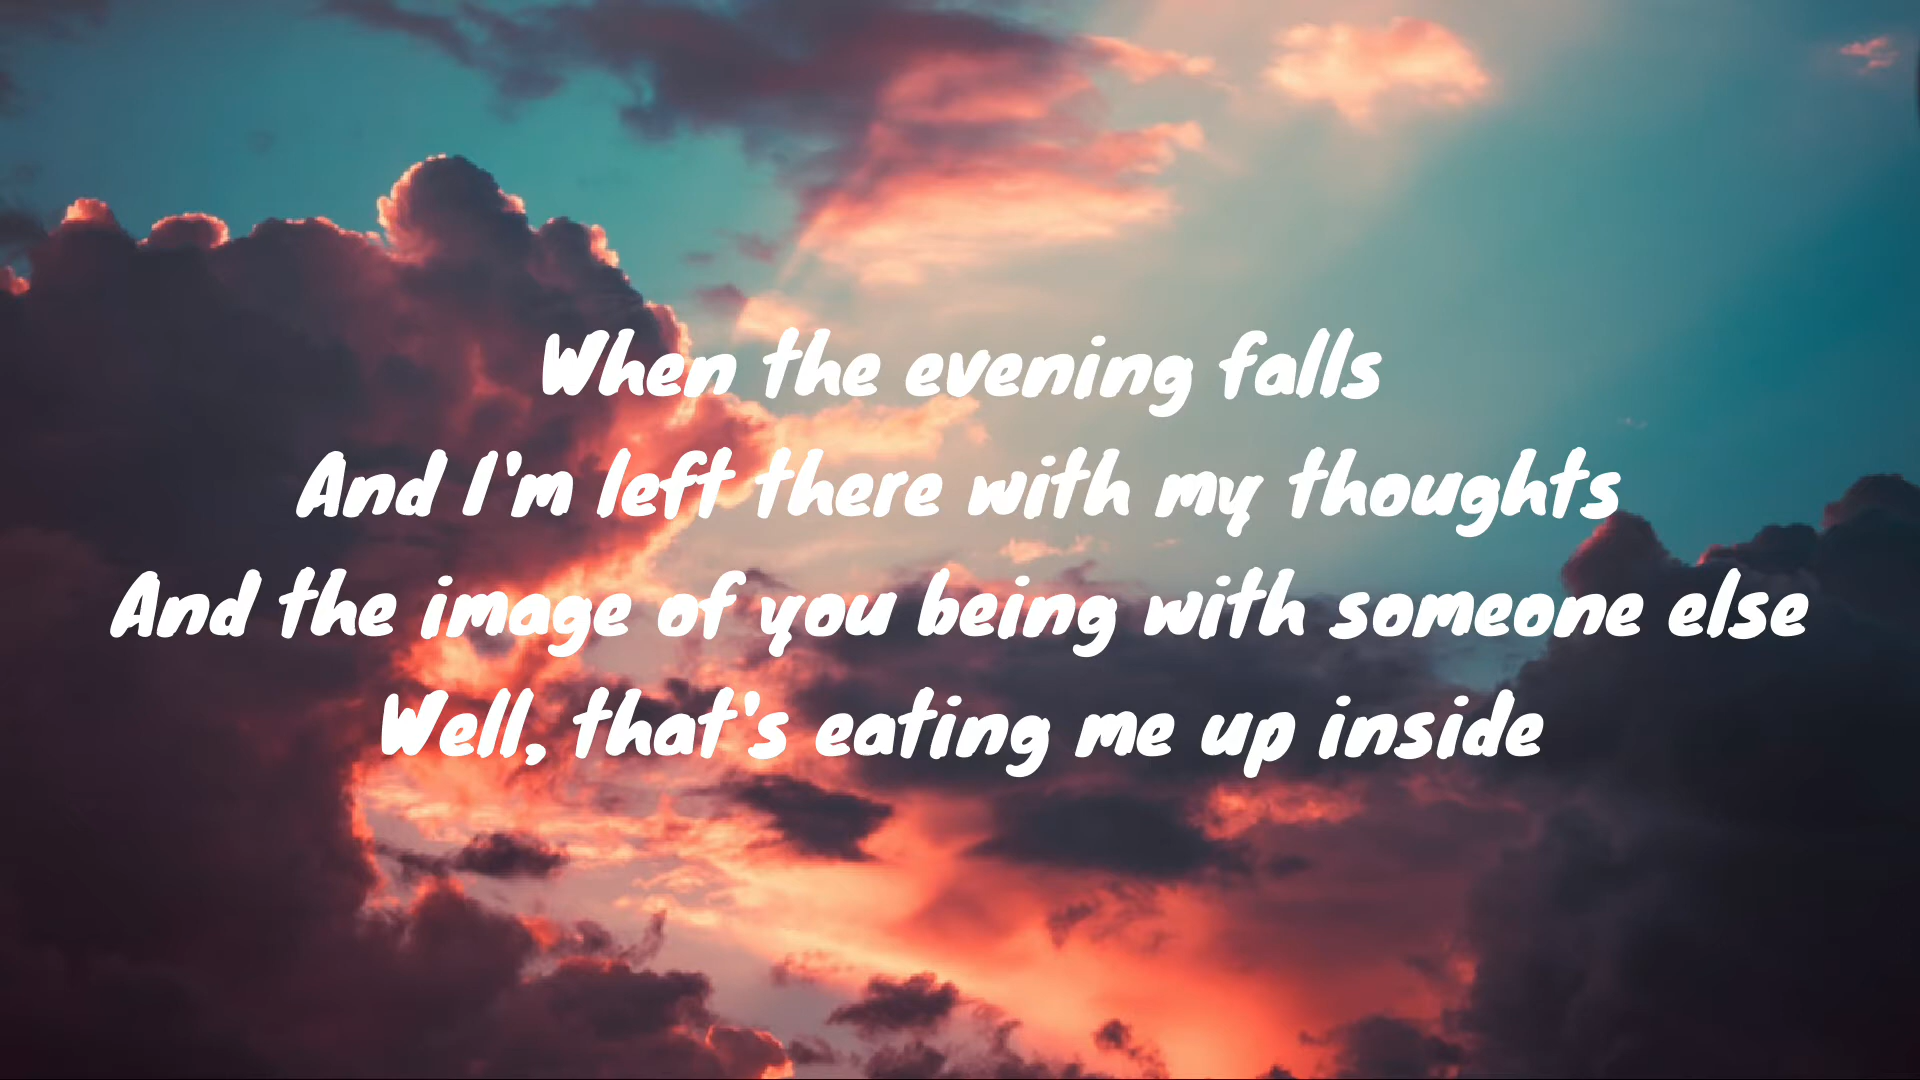 When the evening falls
And I'm left there with my thoughts
And the image of you being with someone else
Well, that's eating me up inside